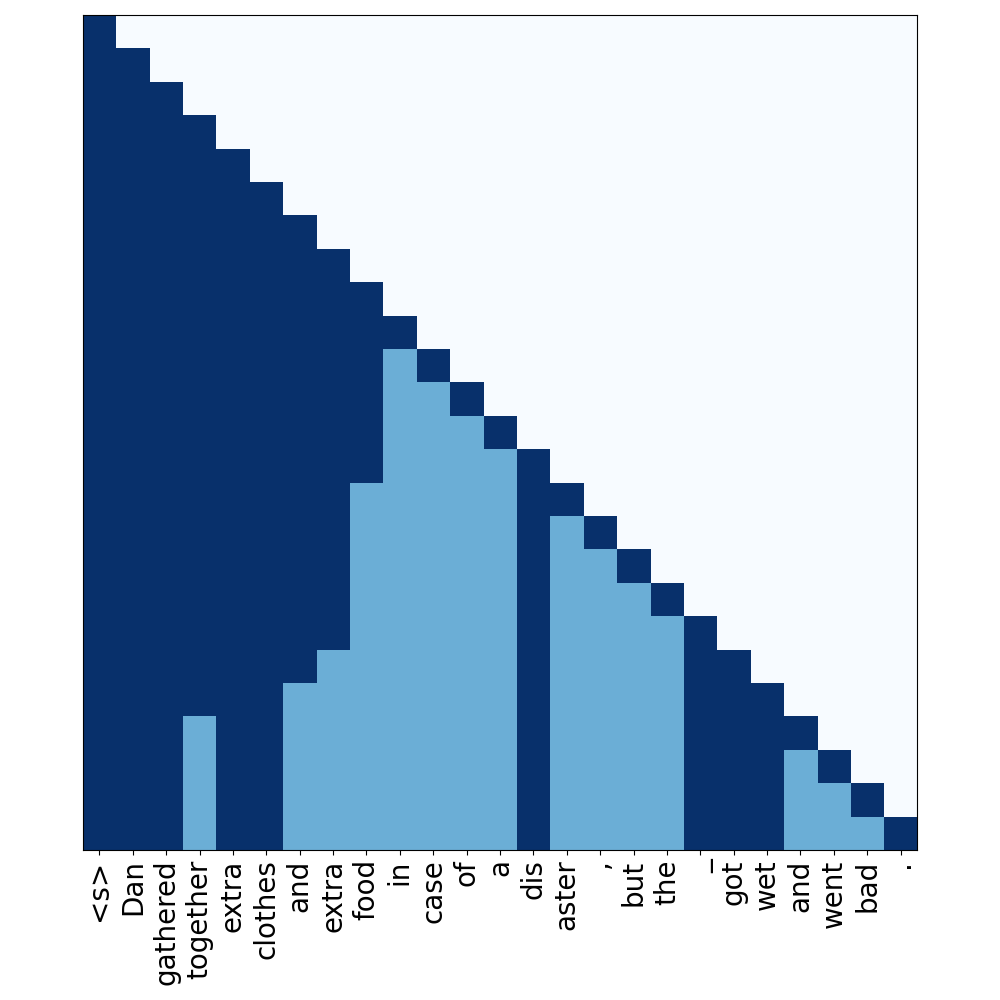 <s>
Dan
gathered
together
extra
clothes
and
extra
food
in
case
of
a
dis
aster
,
but
the
_
got
wet
and
went
bad
.